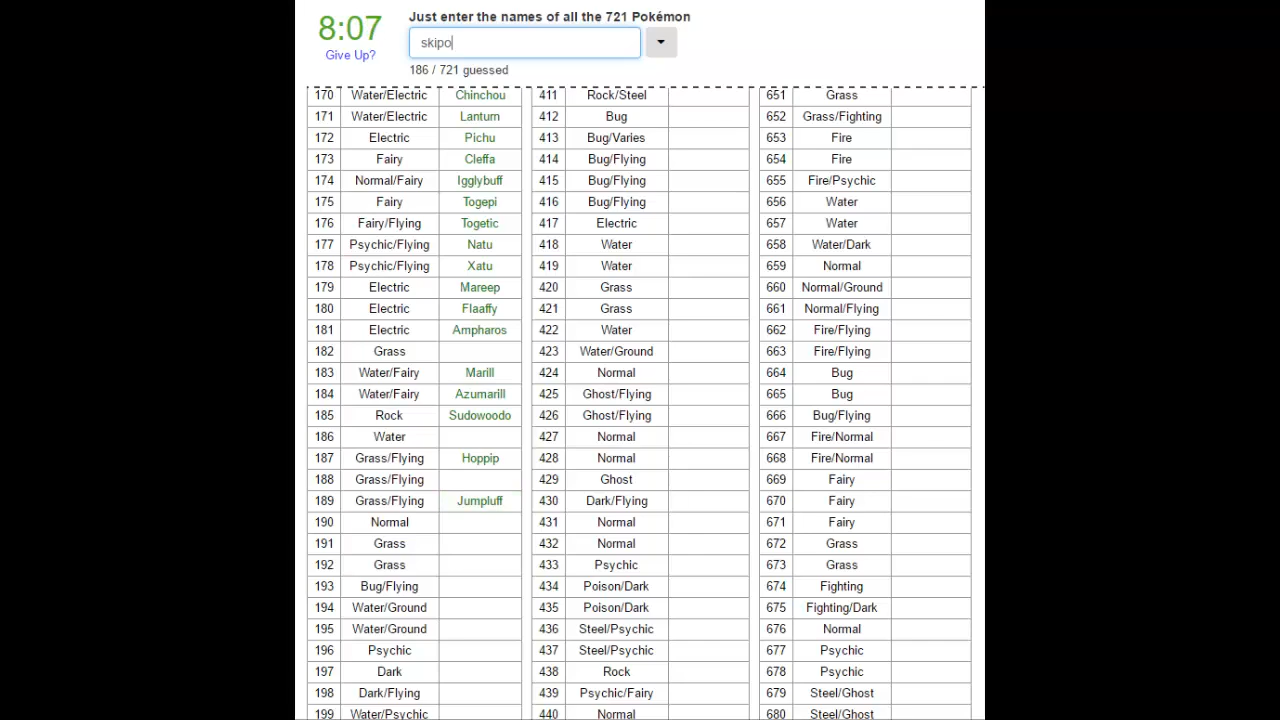 8:07
Give Up?
Just enter the names of all the 721 Pokémon
skipo
186 / 721 guessed
170 Water/Electric Chinchou 411 Rock/Steel 651 Grass
171 Water/Electric Lanturn 412 Bug 652 Grass/Fighting
172 Electric Pichu 413 Bug/Varies 653 Fire
173 Fairy Cleffa 414 Bug/Flying 654 Fire
174 Normal/Fairy Igglybuff 415 Bug/Flying 655 Fire/Psychic
175 Fairy Togepi 416 Bug/Flying 656 Water
176 Fairy/Flying Togetic 417 Electric 657 Water
177 Psychic/Flying Natu 418 Water 658 Water/Dark
178 Psychic/Flying Xatu 419 Water 659 Normal
179 Electric Mareep 420 Grass 660 Normal/Ground
180 Electric Flaaffy 421 Grass 661 Normal/Flying
181 Electric Ampharos 422 Water 662 Fire/Flying
182 Grass 423 Water/Ground 663 Fire/Flying
183 Water/Fairy Marill 424 Normal 664 Bug
184 Water/Fairy Azumarill 425 Ghost/Flying 665 Bug
185 Rock Sudowoodo 426 Ghost/Flying 666 Bug/Flying
186 Water 427 Normal 667 Fire/Normal
187 Grass/Flying Hoppip 428 Normal 668 Fire/Normal
188 Grass/Flying 429 Ghost 669 Fairy
189 Grass/Flying Jumpluff 430 Dark/Flying 670 Fairy
190 Normal 431 Normal 671 Fairy
191 Grass 432 Normal 672 Grass
192 Grass 433 Psychic 673 Grass
193 Bug/Flying 434 Poison/Dark 674 Fighting
194 Water/Ground 435 Poison/Dark 675 Fighting/Dark
195 Water/Ground 436 Steel/Psychic 676 Normal
196 Psychic 437 Steel/Psychic 677 Psychic
197 Dark 438 Rock 678 Psychic
198 Dark/Flying 439 Psychic/Fairy 679 Steel/Ghost
199 Water/Psychic 440 Normal 680 Steel/Ghost